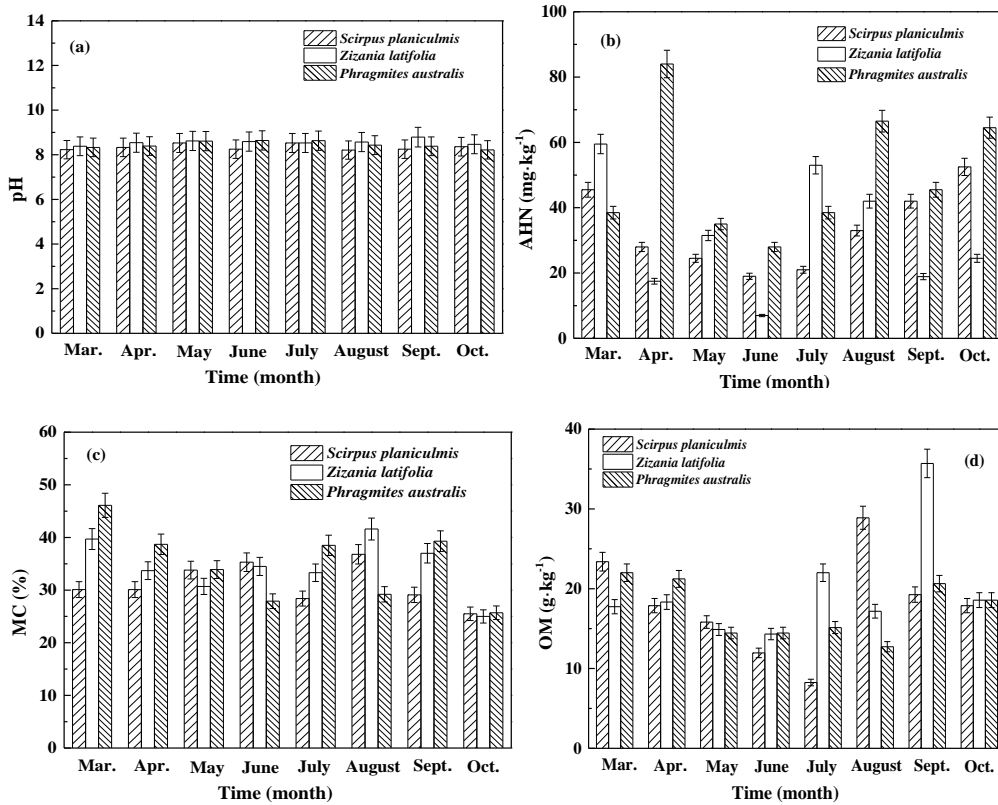 (a)
Scirpus planiculmis
Zizania latifolia
Phragmites australis
14
12
10
8
6
4
2
0
pH
Mar. Apr. May June July August Sept. Oct.
Time (month)
(b)
Scirpus planiculmis
Zizania latifolia
Phragmites australis
100
80
60
40
20
0
AHN (mg·kg⁻¹)
Mar. Apr. May June July August Sept. Oct.
Time (month)
(c)
Scirpus planiculmis
Zizania latifolia
Phragmites australis
60
50
40
30
20
10
0
MC (%)
Mar. Apr. May June July August Sept. Oct.
Time (month)
(d)
Scirpus planiculmis
Zizania latifolia
Phragmites australis
40
30
20
10
0
OM (g·kg⁻¹)
Mar. Apr. May June July August Sept. Oct.
Time (month)